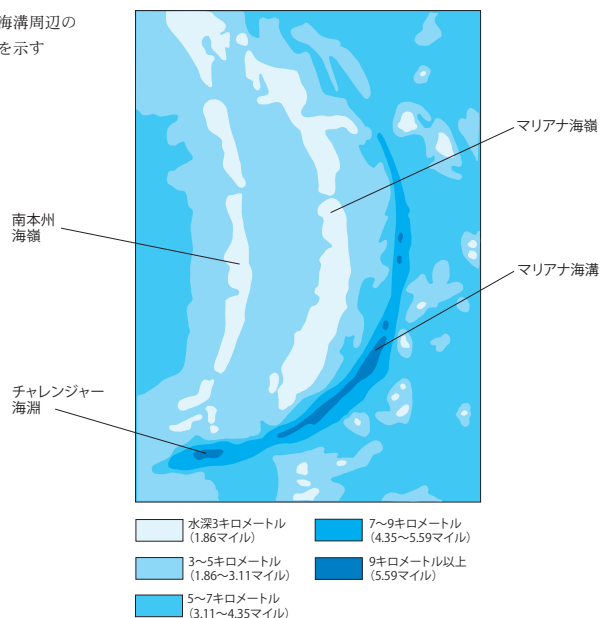 海溝周辺の
を示す
マリアナ海嶺
南本州
海嶺
マリアナ海溝
チャレンジャー
海淵
水深3キロメートル
(1.86マイル)
3~5キロメートル
(1.86~3.11マイル)
5~7キロメートル
(3.11~4.35マイル)
7~9キロメートル
(4.35~5.59マイル)
9キロメートル以上
(5.59マイル)